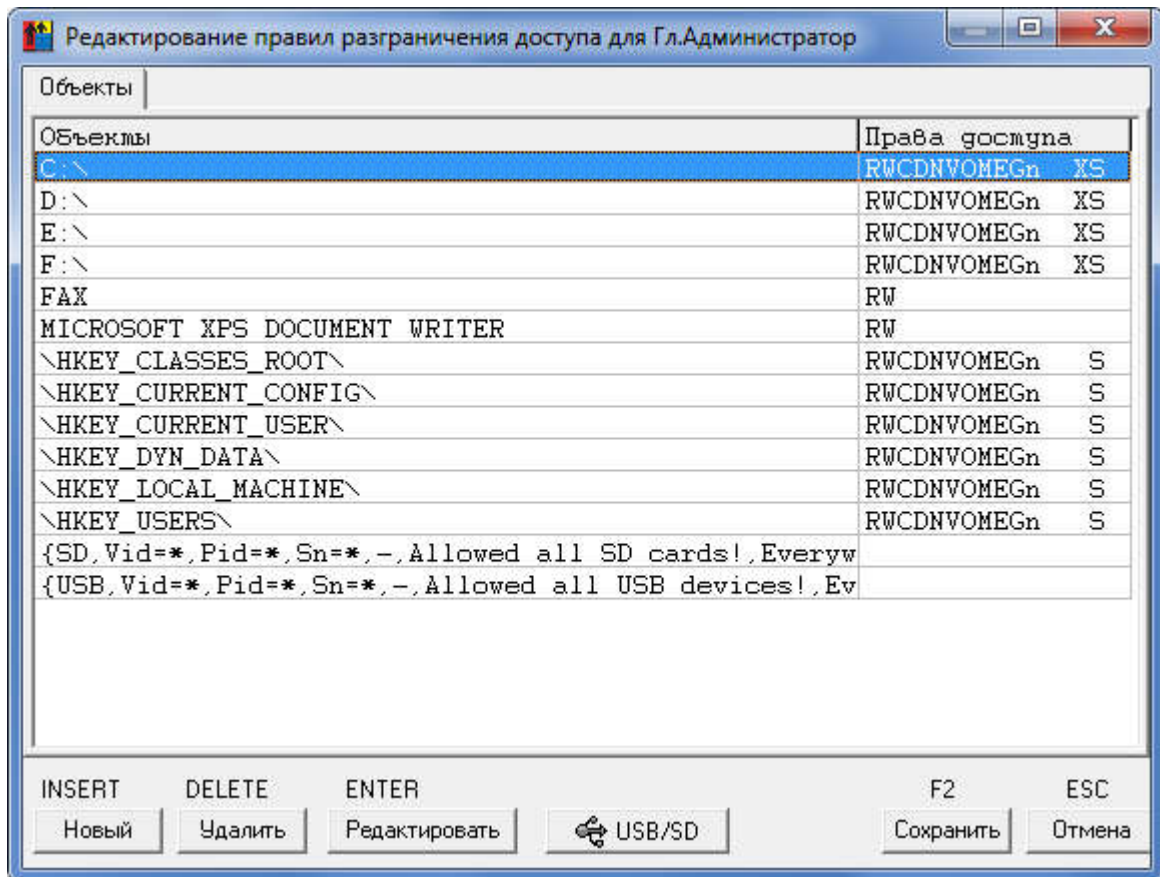 Редактирование правил разграничения доступа для Гл.Администратор
Объекты
Объекты Права доступа
C:\ RWCDNVOMEGn XS
D:\ RWCDNVOMEGn XS
E:\ RWCDNVOMEGn XS
F:\ RWCDNVOMEGn XS
FAX RW
MICROSOFT XPS DOCUMENT WRITER RW
\HKEY_CLASSES_ROOT\ RWCDNVOMEGn S
\HKEY_CURRENT_CONFIG\ RWCDNVOMEGn S
\HKEY_CURRENT_USER\ RWCDNVOMEGn S
\HKEY_DYN_DATA\ RWCDNVOMEGn S
\HKEY_LOCAL_MACHINE\ RWCDNVOMEGn S
\HKEY_USERS\ RWCDNVOMEGn S
{SD,Vid=*,Pid=*,Sn=*,-,Allowed all SD cards!,Everyw
{USB,Vid=*,Pid=*,Sn=*,-,Allowed all USB devices!,Ev
INSERT DELETE ENTER F2 ESC
Новый Удалить Редактировать USB/SD Сохранить Отмена